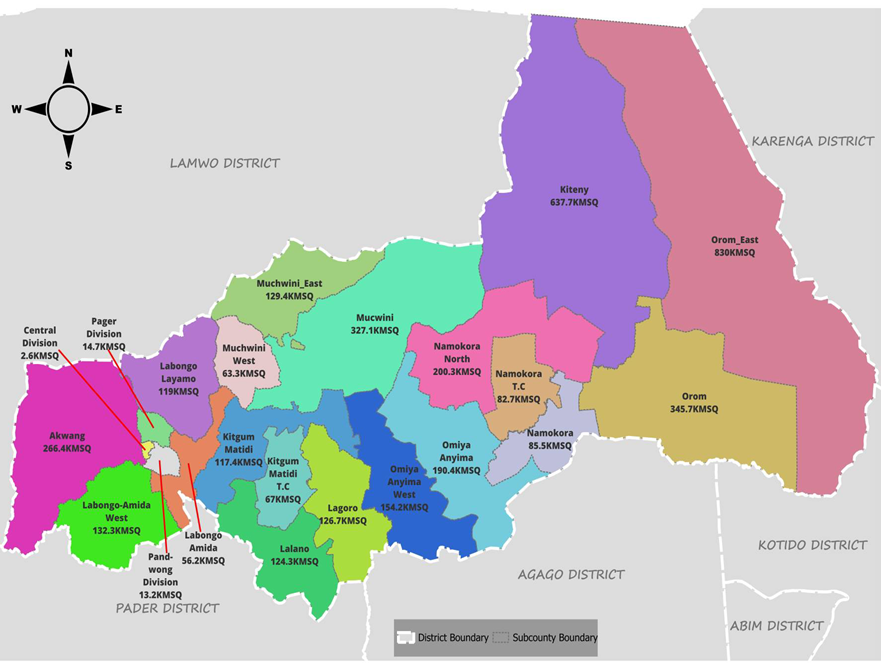 N
W
E
S
LAMWO DISTRICT
KARENGA DISTRICT
Kiteny
637.7KMSQ
Orom_East
830KMSQ
Muchwini_East
129.4KMSQ
Mucwini
327.1KMSQ
Central
Division
2.6KMSQ
Pager
Division
14.7KMSQ
Labongo
Layamo
119KMSQ
Muchwini
West
63.3KMSQ
Namokora
North
200.3KMSQ
Namokora
T.C
82.7KMSQ
Orom
345.7KMSQ
Akwang
266.4KMSQ
Kitgum
Matidi
117.4KMSQ
Kitgum
Matidi
T.C
67KMSQ
Omiya
Anyima
190.4KMSQ
Namokora
85.5KMSQ
Omiya
Anyima
West
154.2KMSQ
Labongo-Amida
West
132.3KMSQ
Lagoro
126.7KMSQ
Labongo
Amida
56.2KMSQ
Lalano
124.3KMSQ
Pand-
wong
Division
13.2KMSQ
PADER DISTRICT
AGAGO DISTRICT
KOTIDO DISTRICT
ABIM DISTRICT
District Boundary
Subcounty Boundary